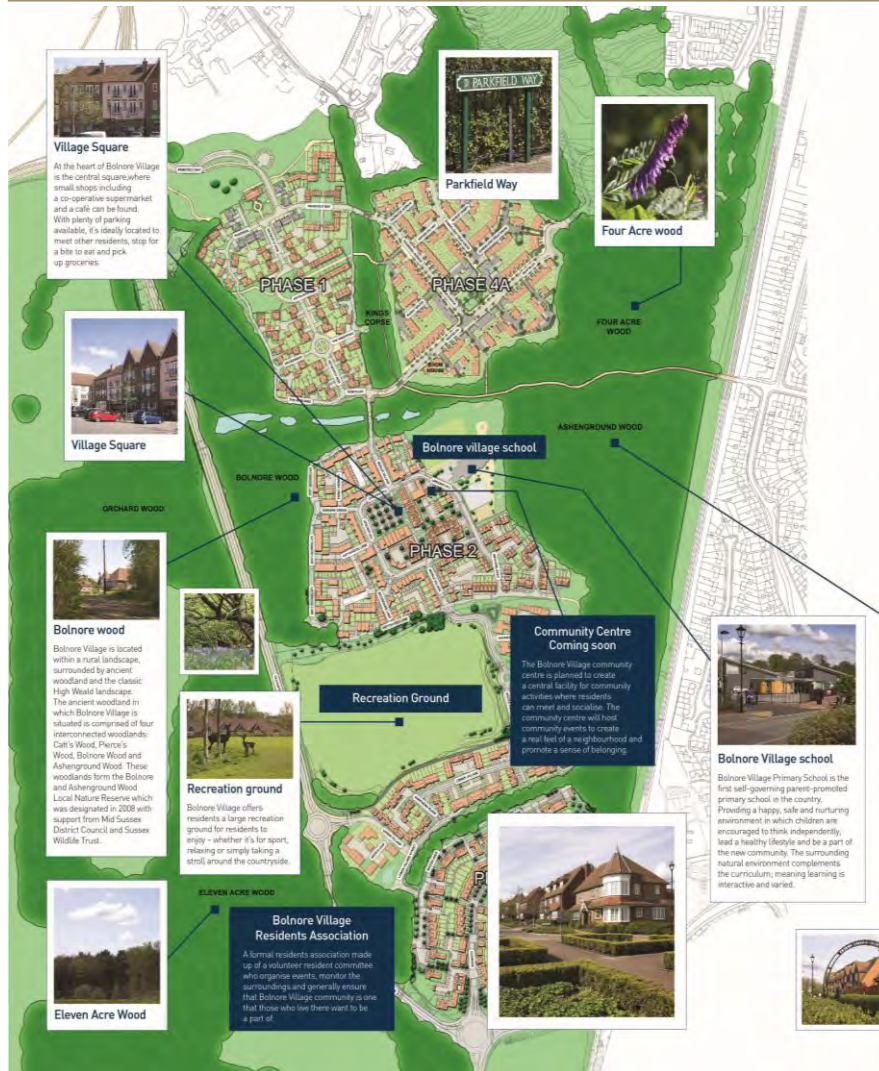 Village Square
At the heart of Bolnore Village
is the central square,where
small shops including
a co-operative supermarket
and a café can be found.
With plenty of parking
available, it's ideally located to
meet other residents, stop for
a bite to eat and pick
up groceries.
PARKFIELD WAY
Parkfield Way
Four Acre wood
PHASE 1
PHASE 4A
KINGS
COPSE
FOUR ACRE
WOOD
Village Square
Bolnore village school
ASHENGROUND WOOD
BOLNORE WOOD
ORCHARD WOOD
PHASE 2
Bolnore wood
Bolnore Village is located
within a rural landscape,
surrounded by ancient
woodland and the classic
High Weald landscape.
The ancient woodland in
which Bolnore Village is
situated is comprised of four
interconnected woodlands:
Catt's Wood, Pierce's
Wood, Bolnore Wood and
Ashenground Wood. These
woodlands form the Bolnore
and Ashenground Wood
Local Nature Reserve which
was designated in 2008 with
support from Mid Sussex
District Council and Sussex
Wildlife Trust.
Recreation Ground
Community Centre
Coming soon
The Bolnore Village community
centre is planned to create
a central facility for community
activities where residents
can meet and socialise. The
community centre will host
community events to create
a real feel of a neighbourhood and
promote a sense of belonging.
Recreation ground
Bolnore Village offers
residents a large recreation
ground for residents to
enjoy – whether it's for sport,
relaxing or simply taking a
stroll around the countryside.
Bolnore Village school
Bolnore Village Primary School is the
first self-governing parent-promoted
primary school in the country.
Providing a happy, safe and nurturing
environment in which children are
encouraged to think independently,
lead a healthy lifestyle and be a part of
the new community. The surrounding
natural environment complements
the curriculum; meaning learning is
interactive and varied.
ELEVEN ACRE WOOD
Eleven Acre Wood
Bolnore Village
Residents Association
A formal residents association made
up of a volunteer resident committee
who organise events, monitor the
surroundings and generally ensure
that Bolnore Village community is one
that those who live there want to be
a part of.